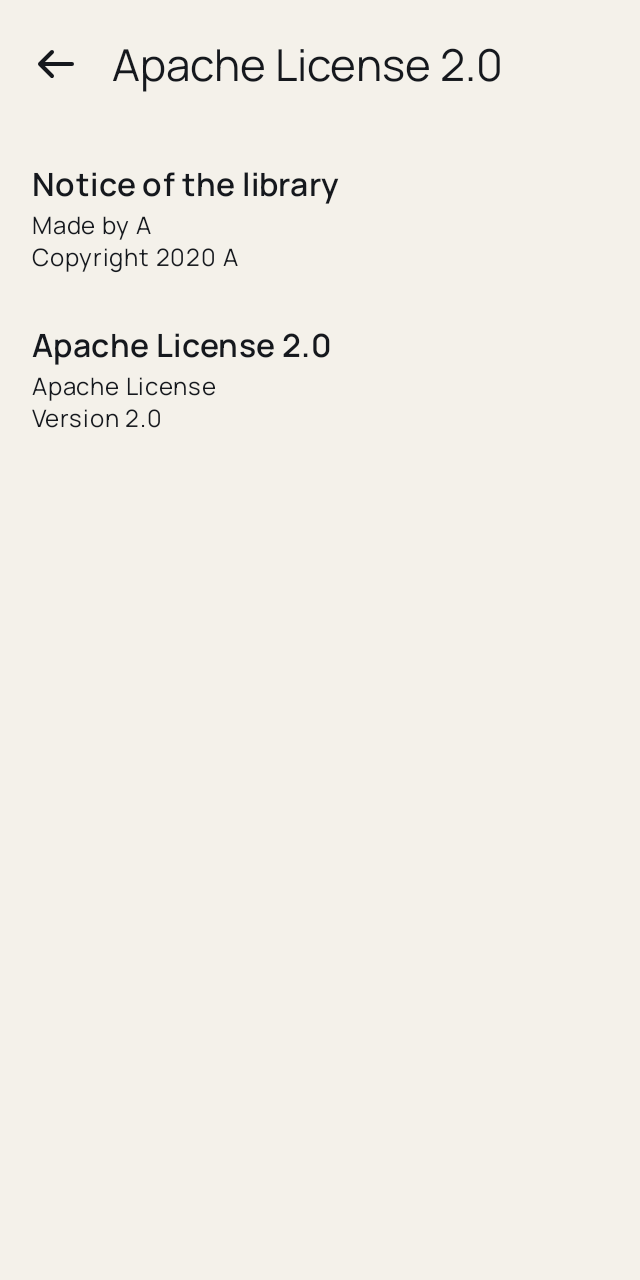 Apache License 2.0
Notice of the library
Made by A
Copyright 2020 A
Apache License 2.0
Apache License
Version 2.0